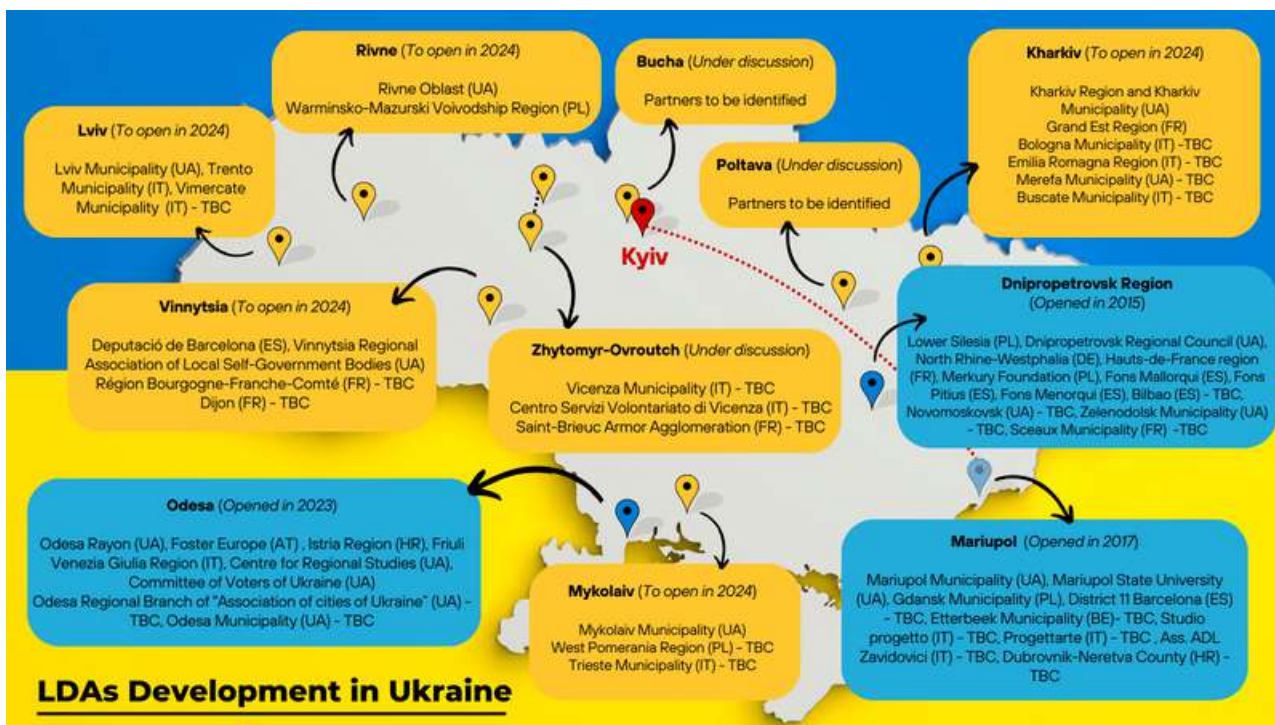 Rivne (To open in 2024)
Rivne Oblast (UA)
Warminsko-Mazurski Voivodship Region (PL)
Bucha (Under discussion)
Partners to be identified
Kharkiv (To open in 2024)
Kharkiv Region and Kharkiv
Municipality (UA)
Grand Est Region (FR)
Bologna Municipality (IT) -TBC
Emilia Romagna Region (IT) - TBC
Merefa Municipality (UA) - TBC
Buscate Municipality (IT) - TBC
Lviv (To open in 2024)
Lviv Municipality (UA), Trento
Municipality (IT), Vimercate
Municipality (IT) - TBC
Poltava (Under discussion)
Partners to be identified
Kyiv
Vinnytsia (To open in 2024)
Deputació de Barcelona (ES), Vinnytsia Regional
Association of Local Self-Government Bodies (UA)
Région Bourgogne-Franche-Comté (FR) - TBC
Dijon (FR) - TBC
Zhytomyr-Ovroutch (Under discussion)
Vicenza Municipality (IT) - TBC
Centro Servizi Volontariato di Vicenza (IT) - TBC
Saint-Brieuc Armor Agglomeration (FR) - TBC
Dnipropetrovsk Region
(Opened in 2015)
Lower Silesia (PL), Dnipropetrovsk Regional Council (UA),
North Rhine-Westphalia (DE), Hauts-de-France region
(FR), Merkury Foundation (PL), Fons Mallorqui (ES), Fons
Pitius (ES), Fons Menorqui (ES), Bilbao (ES) - TBC,
Novomoskovsk (UA) - TBC, Zelenodolsk Municipality (UA)
- TBC, Sceaux Municipality (FR) -TBC
Odesa (Opened in 2023)
Odesa Rayon (UA), Foster Europe (AT) , Istria Region (HR), Friuli
Venezia Giulia Region (IT), Centre for Regional Studies (UA),
Committee of Voters of Ukraine (UA)
Odesa Regional Branch of "Association of cities of Ukraine" (UA) -
TBC, Odesa Municipality (UA) - TBC
Mykolaiv (To open in 2024)
Mykolaiv Municipality (UA)
West Pomerania Region (PL) - TBC
Trieste Municipality (IT) - TBC
Mariupol (Opened in 2017)
Mariupol Municipality (UA), Mariupol State University
(UA), Gdansk Municipality (PL), District 11 Barcelona (ES)
- TBC, Etterbeek Municipality (BE)- TBC, Studio
progetto (IT) - TBC, Progettarte (IT) - TBC , Ass. ADL
Zavidovici (IT) - TBC, Dubrovnik-Neretva County (HR) -
TBC
LDAs Development in Ukraine